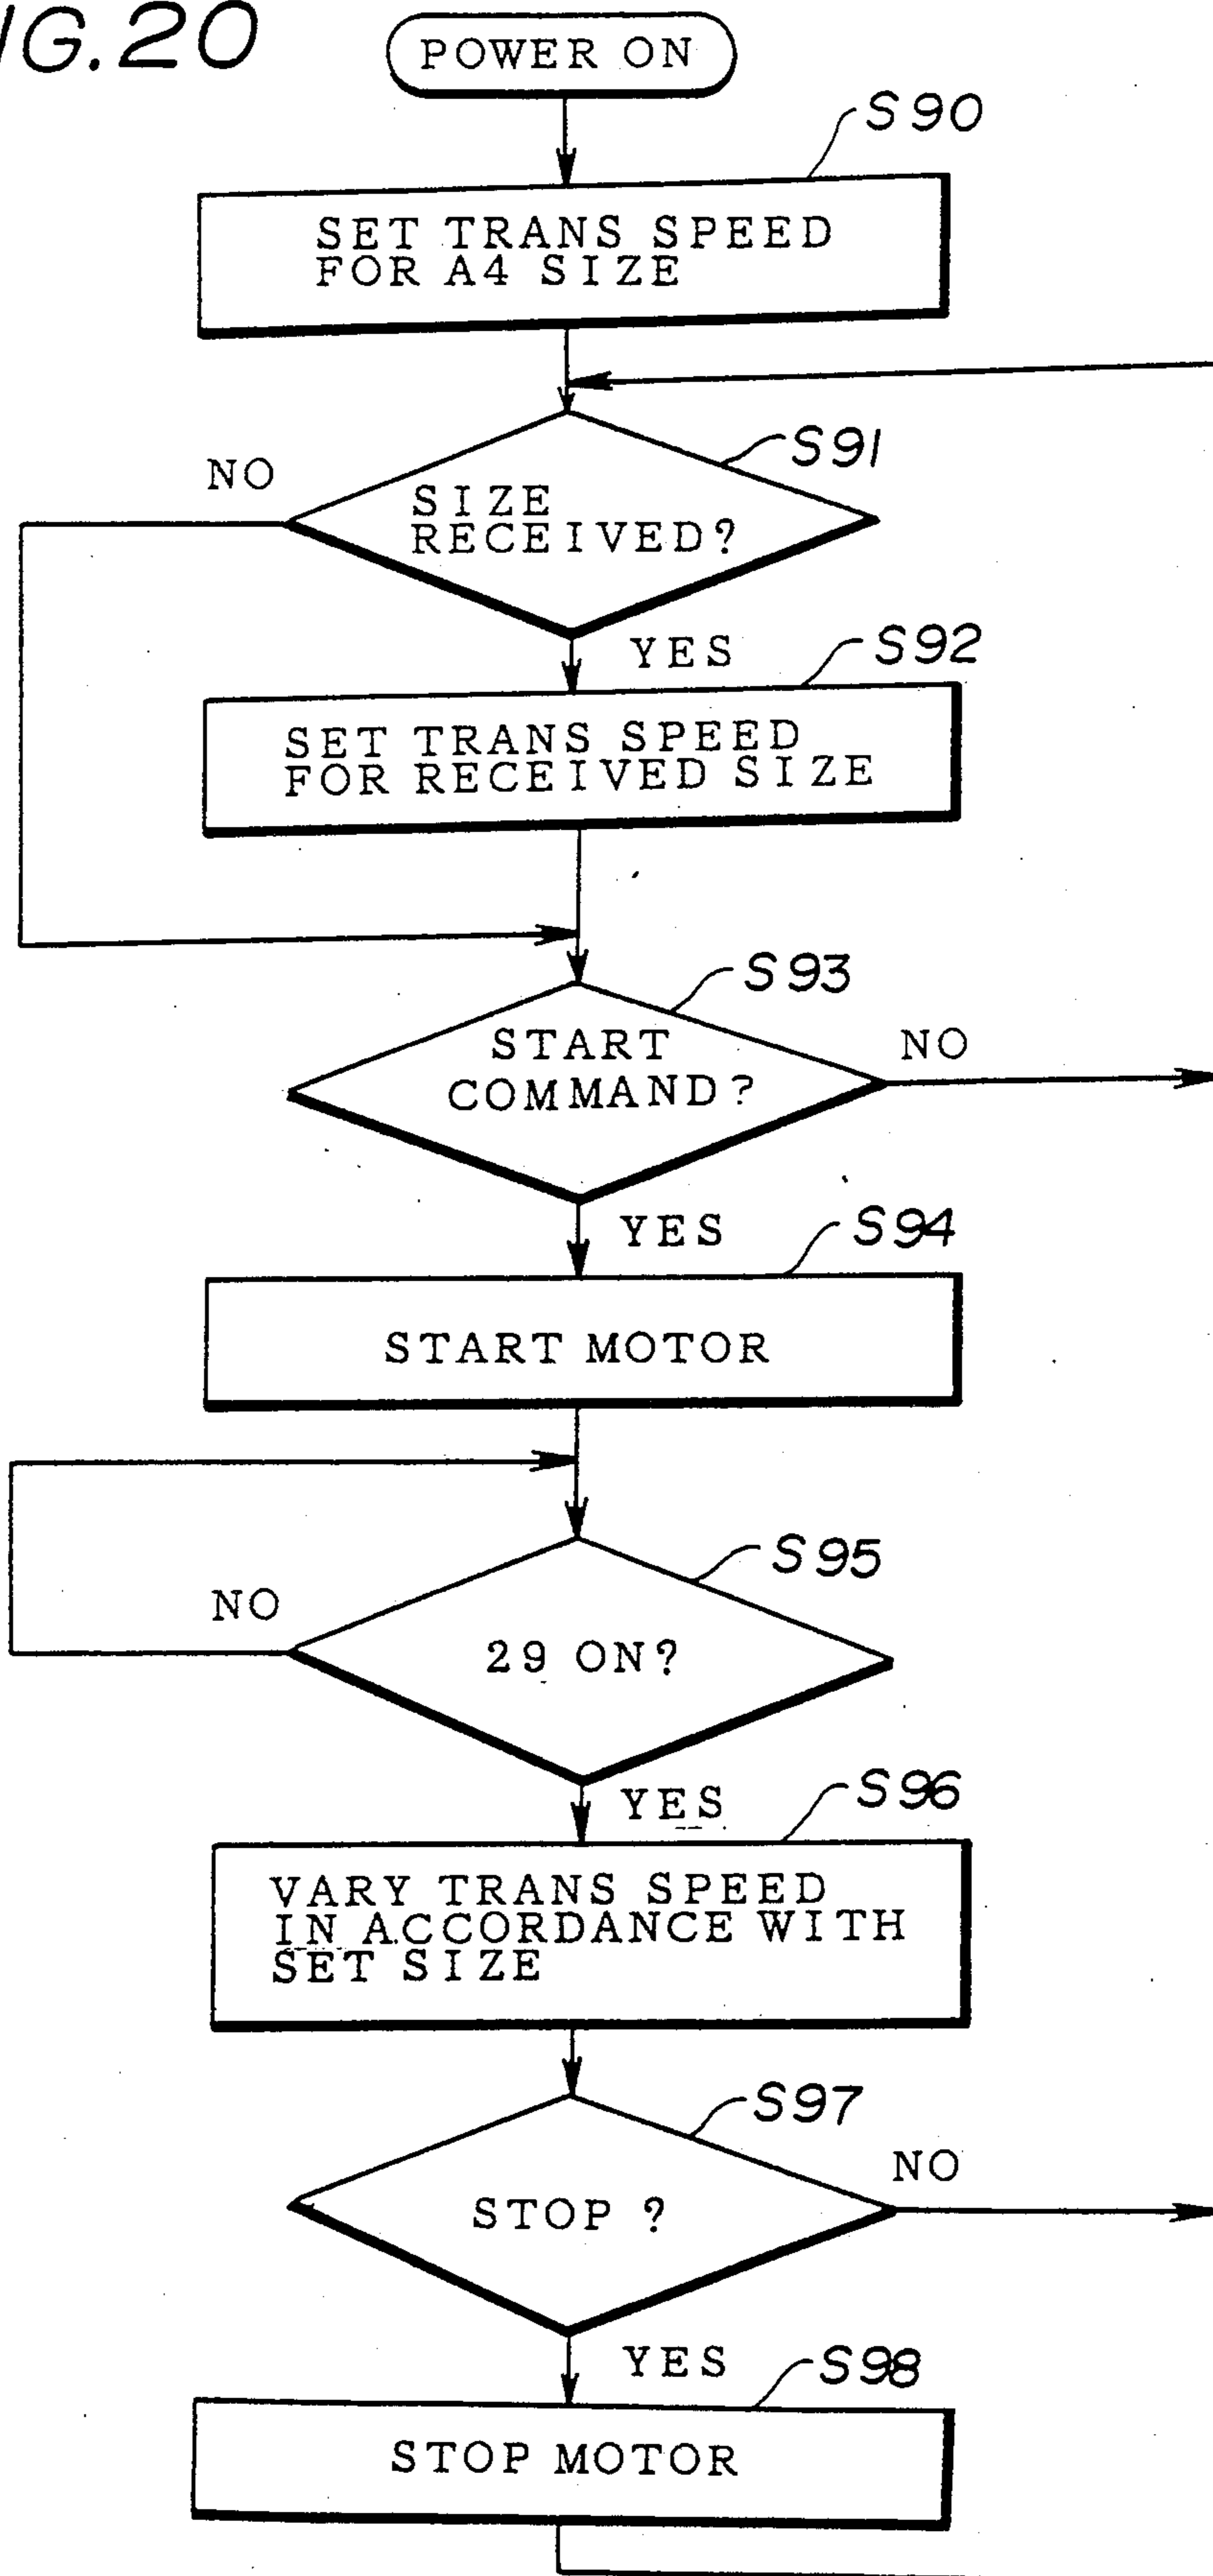 IG.20
POWER ON
S90
SET TRANS SPEED
FOR A4 SIZE
S91
NO
SIZE
RECEIVED?
YES
S92
SET TRANS SPEED
FOR RECEIVED SIZE
S93
START
COMMAND?
NO
YES
S94
START MOTOR
S95
NO
29 ON?
YES
S96
VARY TRANS SPEED
IN ACCORDANCE WITH
SET SIZE
S97
NO
STOP ?
YES
S98
STOP MOTOR